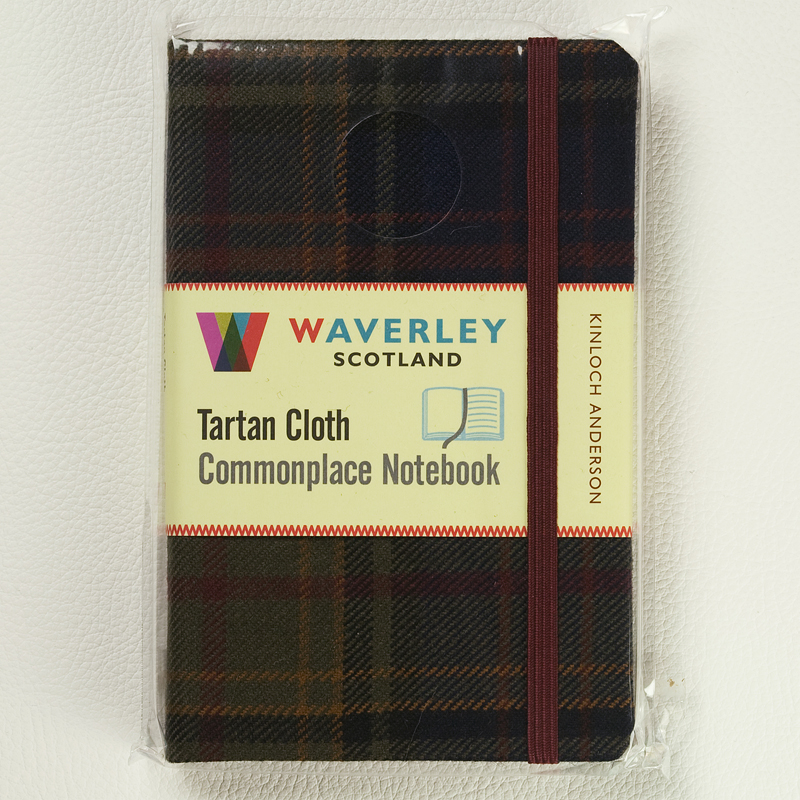 WAVERLEY
SCOTLAND
Tartan Cloth
Commonplace Notebook
KINLOCH ANDERSON